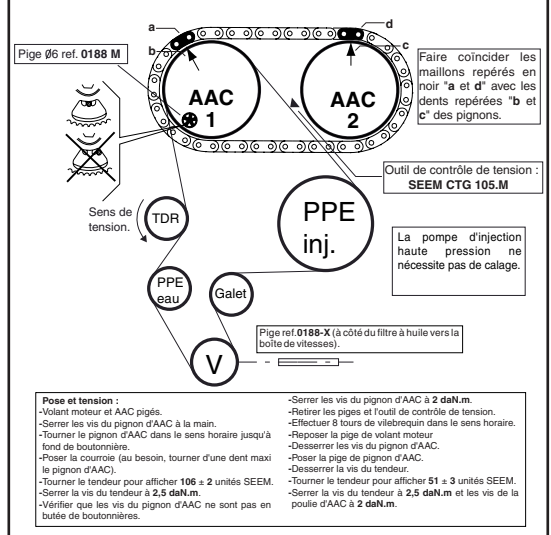 a
d
Pige Ø6 ref. 0188 M
b
c
AAC
1
AAC
2
Faire coïncider les
maillons repérés en
noir "a et d" avec les
dents repérées "b et
c" des pignons.
Outil de contrôle de tension :
SEEM CTG 105.M
Sens de
tension.
TDR
PPE
inj.
La pompe d'injection
haute pression ne
nécessite pas de calage.
PPE
eau
Galet
Pige ref.0188-X (à côté du filtre à huile vers la
boîte de vitesses).
V
Pose et tension :
-Volant moteur et AAC pigés.
-Serrer les vis du pignon d'AAC à la main.
-Tourner le pignon d'AAC dans le sens horaire jusqu'à
fond de boutonnière.
-Poser la courroie (au besoin, tourner d'une dent maxi
le pignon d'AAC).
-Tourner le tendeur pour afficher 106 ± 2 unités SEEM.
-Serrer la vis du tendeur à 2,5 daN.m.
-Vérifier que les vis du pignon d'AAC ne sont pas en
butée de boutonnières.
-Serrer les vis du pignon d'AAC à 2 daN.m.
-Retirer les piges et l'outil de contrôle de tension.
-Effectuer 8 tours de vilebrequin dans le sens horaire.
-Reposer la pige de volant moteur
-Desserrer les vis du pignon d'AAC.
-Poser la pige de pignon d'AAC.
-Desserrer la vis du tendeur.
-Tourner le tendeur pour afficher 51 ± 3 unités SEEM.
-Serrer la vis du tendeur à 2,5 daN.m et les vis de la
poulie d'AAC à 2 daN.m.